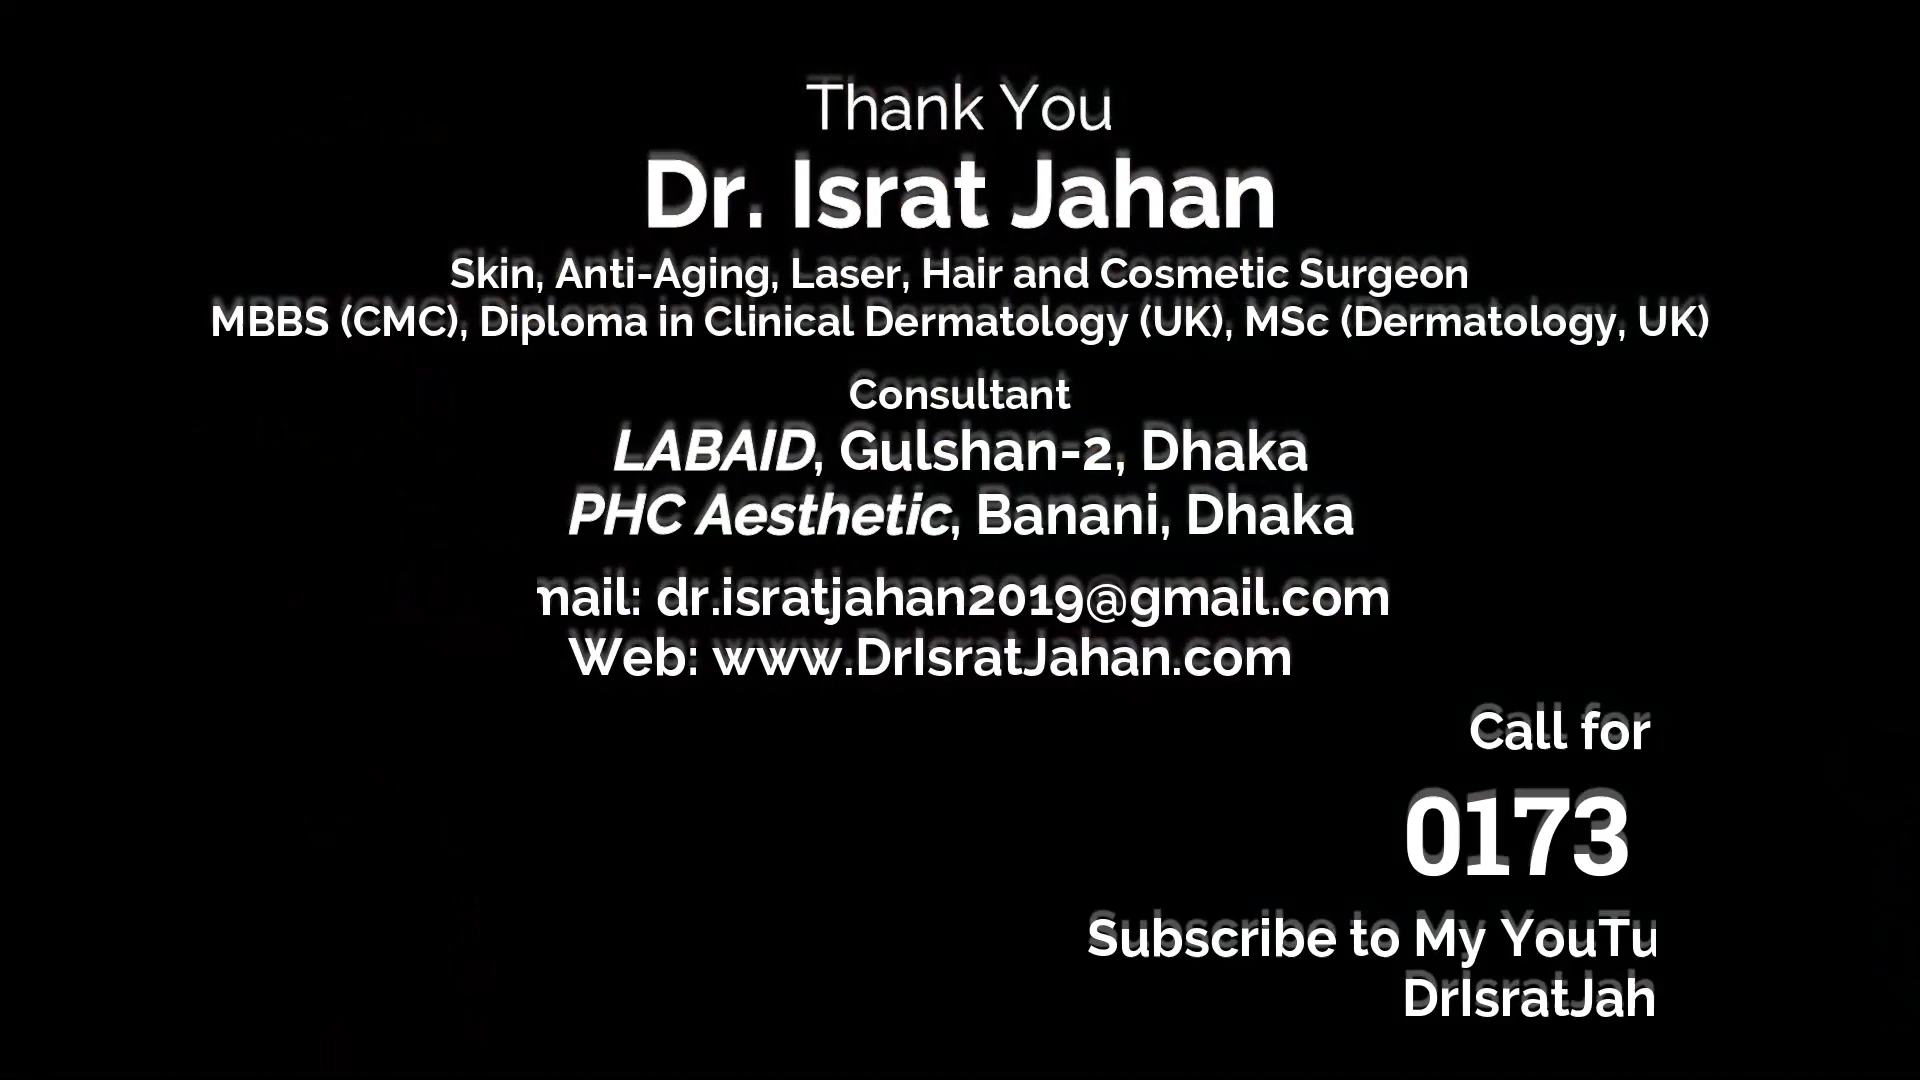 Thank You
Dr. Israt Jahan
Skin, Anti-Aging, Laser, Hair and Cosmetic Surgeon
MBBS (CMC), Diploma in Clinical Dermatology (UK), MSc (Dermatology, UK)
Consultant
LABAID, Gulshan-2, Dhaka
PHC Aesthetic, Banani, Dhaka
mail: dr.isratjahan2019@gmail.com
Web: www.DrIsratJahan.com
Call for
0173
Subscribe to My YouTu
DrIsratJah